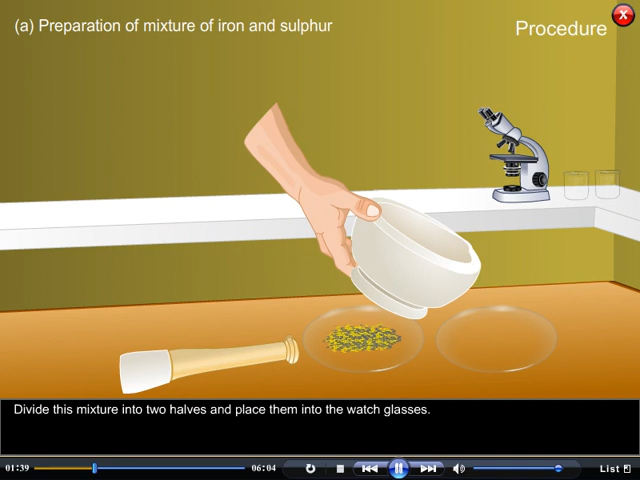 (a) Preparation of mixture of iron and sulphur
Procedure
X
Divide this mixture into two halves and place them into the watch glasses.
01:39
06:04
List